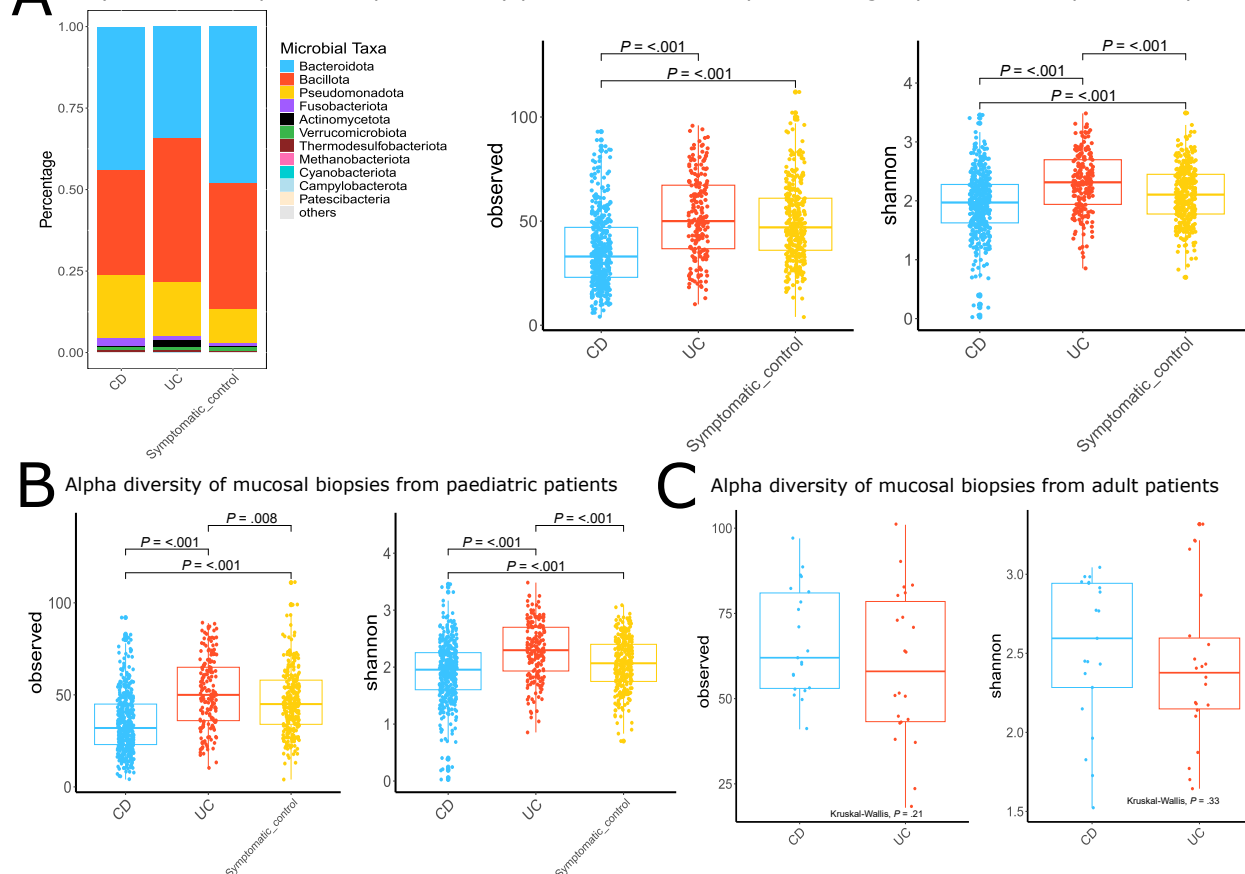 A
1.00
0.75
0.50
0.25
0.00
Percentage
CD
UC
Symptomatic_control
Microbial Taxa
Bacteroidota
Bacillota
Pseudomonadota
Fusobacteriota
Actinomycetota
Verrucomicrobiota
Thermodesulfobacteriota
Methanobacteriota
Cyanobacteriota
Campylobacterota
Patescibacteria
others
P = <.001
P = <.001
100
50
0
observed
CD
UC
Symptomatic_control
P = <.001
P = <.001
P = <.001
4
3
2
1
0
shannon
CD
UC
Symptomatic_control
B Alpha diversity of mucosal biopsies from paediatric patients
P = .008
P = <.001
P = <.001
100
50
0
observed
CD
UC
Symptomatic_control
P = <.001
P = <.001
P = <.001
4
3
2
1
0
shannon
CD
UC
Symptomatic_control
C Alpha diversity of mucosal biopsies from adult patients
100
75
50
25
observed
Kruskal-Wallis, P = .21
CD
UC
3.0
2.5
2.0
1.5
shannon
Kruskal-Wallis, P = .33
CD
UC